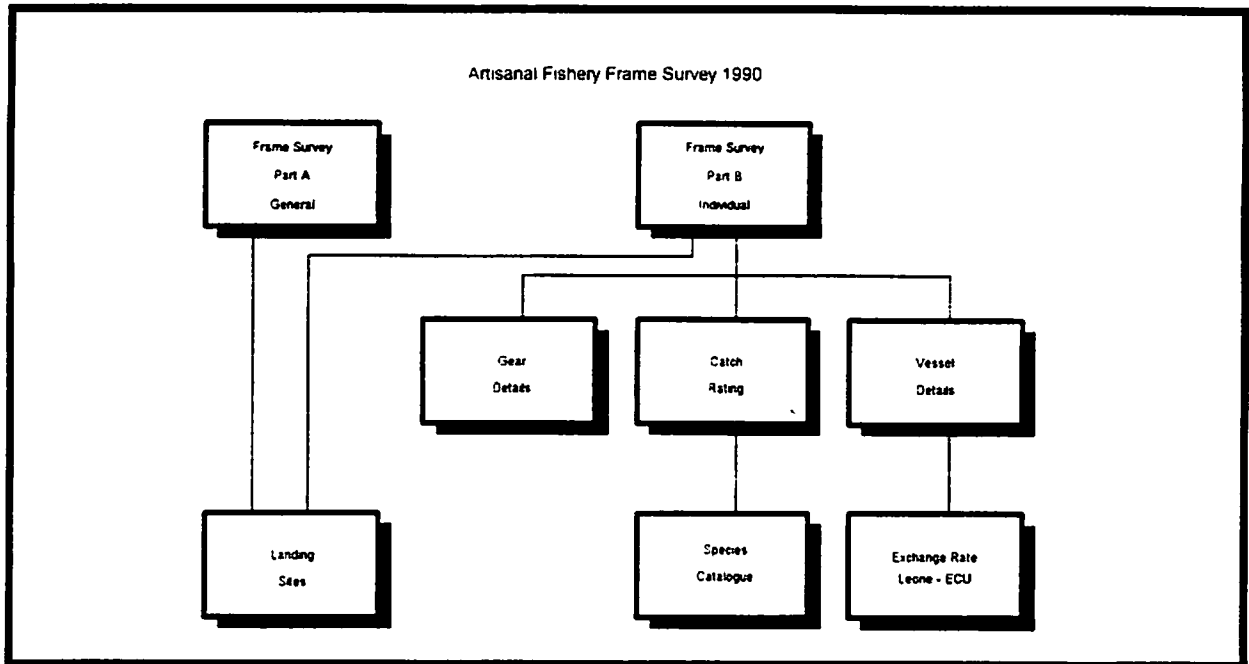 Artisanal Fishery Frame Survey 1990
Frame Survey
Part A
General
Frame Survey
Part B
Individual
Gear
Details
Catch
Rating
Vessel
Details
Landing
Sites
Species
Catalogue
Exchange Rate
Leone - ECU